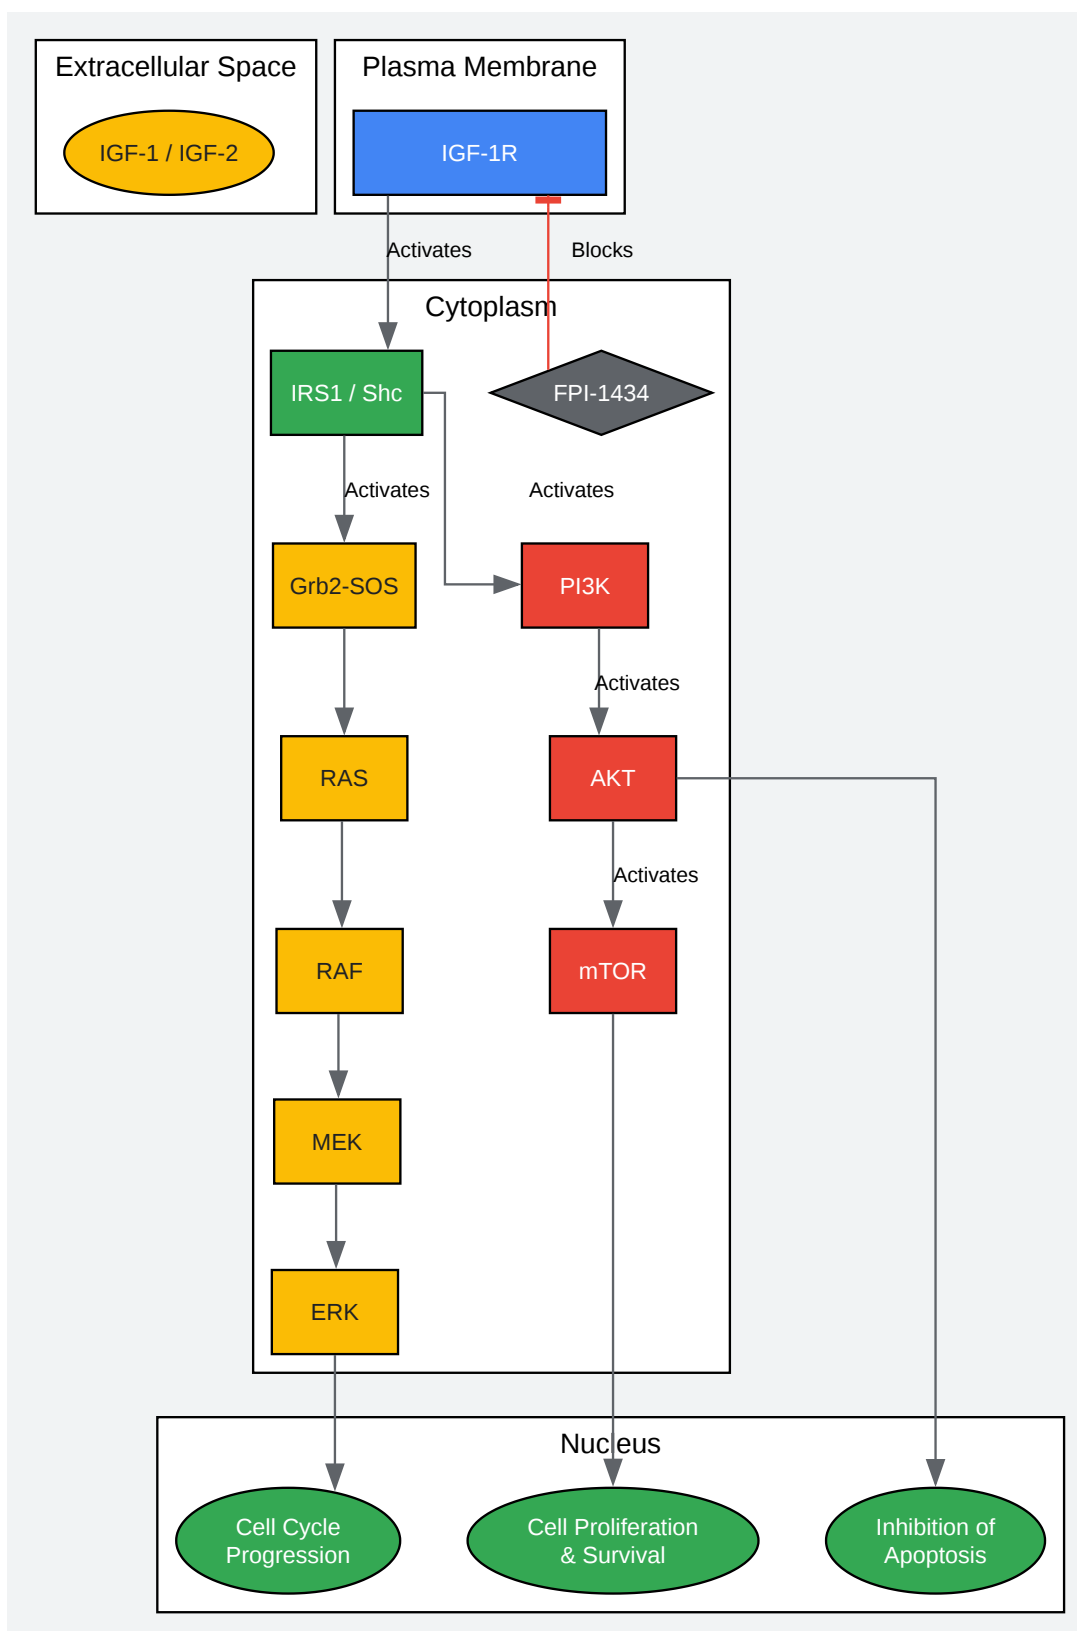 Extracellular Space
Plasma Membrane
IGF-1 / IGF-2
IGF-1R
Activates
Blocks
Cytoplasm
IRS1 / Shc
FPI-1434
Activates
Activates
Grb2-SOS
PI3K
Activates
RAS
AKT
Activates
RAF
mTOR
MEK
ERK
Nucleus
Cell Cycle
Progression
Cell Proliferation
& Survival
Inhibition of
Apoptosis